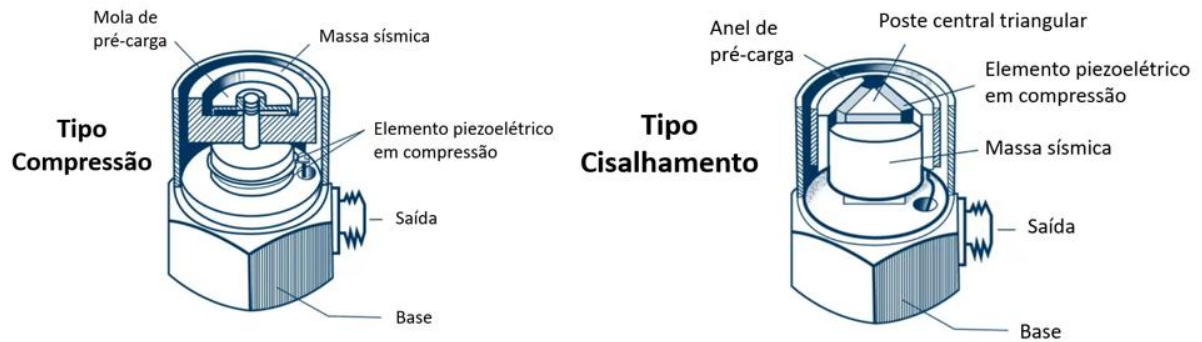 Mola de
pré-carga
Massa sísmica
Tipo
Compressão
Elemento piezoelétrico
em compressão
Saída
Base
Anel de
pré-carga
Poste central triangular
Elemento piezoelétrico
em compressão
Tipo
Cisalhamento
Massa sísmica
Saída
Base